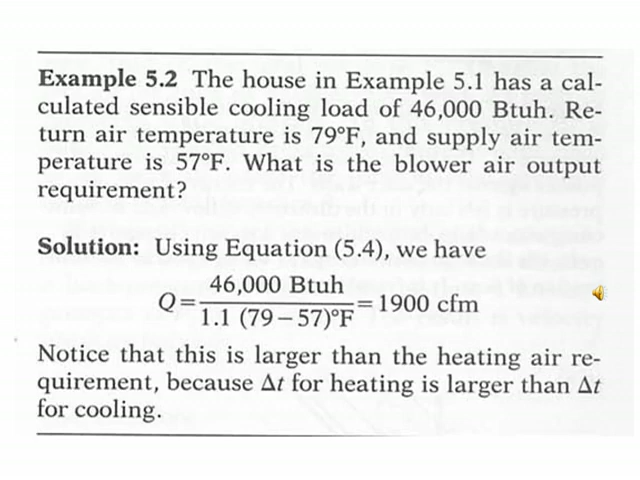 Example 5.2 The house in Example 5.1 has a cal-
culated sensible cooling load of 46,000 Btuh. Re-
turn air temperature is 79°F, and supply air tem-
perature is 57°F. What is the blower air output
requirement?
Solution: Using Equation (5.4), we have
46,000 Btuh
Q= = 1900 cfm
1.1 (79 – 57)°F
Notice that this is larger than the heating air re-
quirement, because Δt for heating is larger than Δt
for cooling.